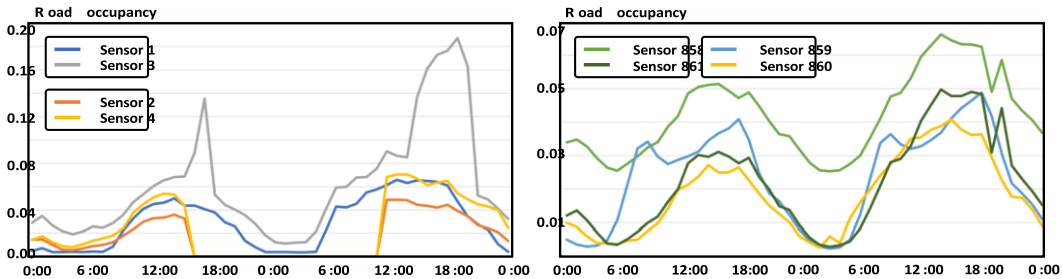 R oad occupancy
0.20
0.16
0.12
0.08
0.04
0.00
Sensor 1
Sensor 3
Sensor 2
Sensor 4
0:00 6:00 12:00 18:00 0:00 6:00 12:00 18:00 0:00
R oad occupancy
0.07
0.05
0.03
0.01
Sensor 858
Sensor 861
Sensor 859
Sensor 860
0:00 6:00 12:00 18:00 0:00 6:00 12:00 18:00 0:00